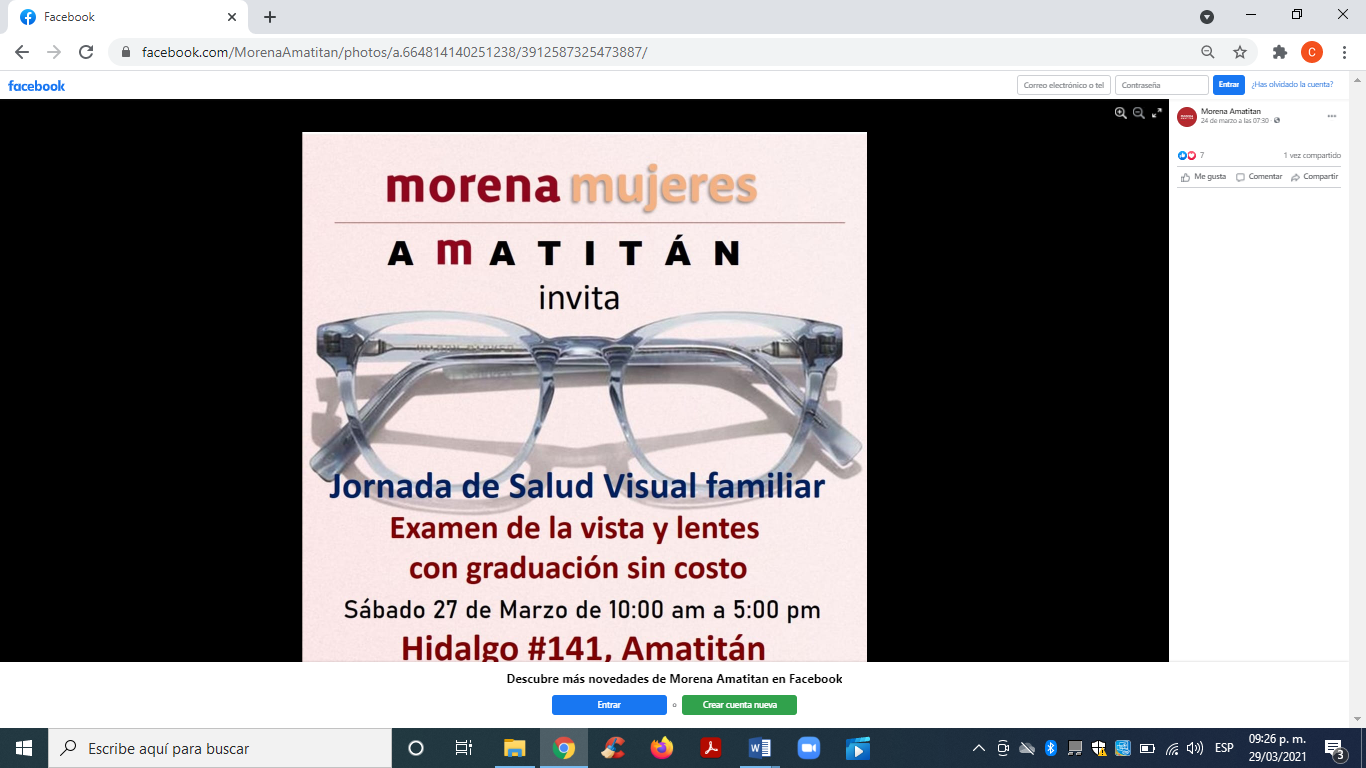 Facebook
facebook.com/MorenaAmatitan/photos/a.664814140251238/3912587325473887/
C
facebook
Correo electrónico o tel
Contraseña
Entrar
¿Has olvidado la cuenta?
morena mujeres
AmATITÁN
invita
Jornada de Salud Visual familiar
Examen de la vista y lentes
con graduación sin costo
Sábado 27 de Marzo de 10:00 am a 5:00 pm
Hidalgo #141, Amatitán
Morena Amatitan
24 de marzo a las 07:30 ·
7
1 vez compartido
Me gusta
Comentar
Compartir
Descubre más novedades de Morena Amatitan en Facebook
Entrar
o
Crear cuenta nueva
Escribe aquí para buscar
ESP
09:26 p. m.
29/03/2021
3